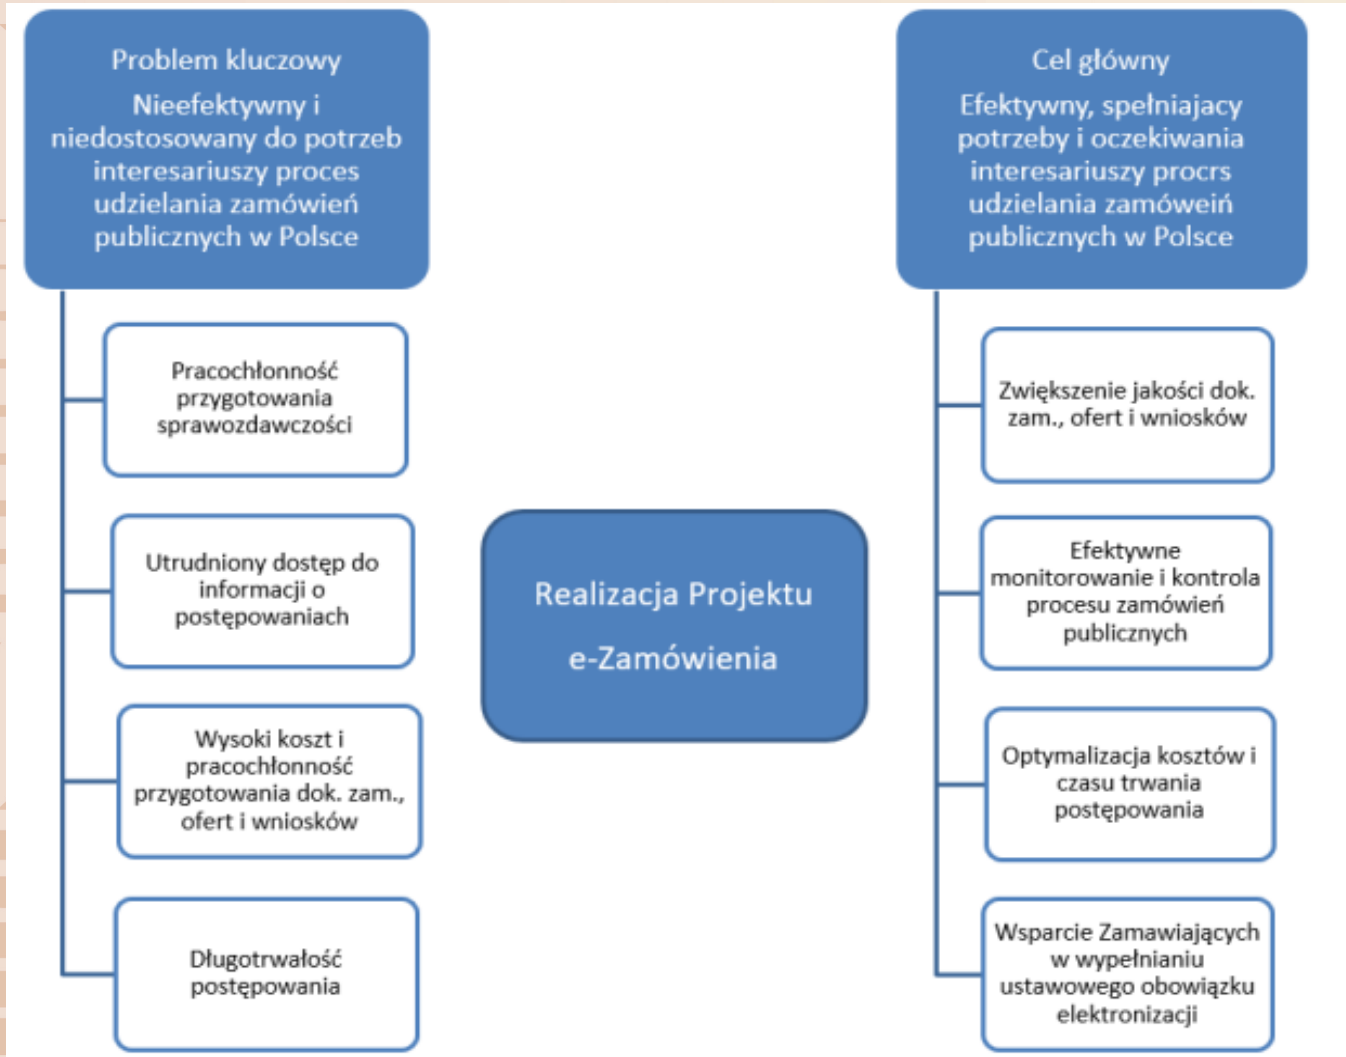 Problem kluczowy
Nieefektywny i
niedostosowany do potrzeb
interesariuszy proces
udzielania zamówień
publicznych w Polsce
Pracochłonność
przygotowania
sprawozdawczości
Utrudniony dostęp do
informacji o
postępowaniach
Wysoki koszt i
pracochłonność
przygotowania dok. zam.,
ofert i wniosków
Długotrwałość
postępowania
Realizacja Projektu
e-Zamówienia
Cel główny
Efektywny, spełniajacy
potrzeby i oczekiwania
interesariuszy procrs
udzielania zamóweiń
publicznych w Polsce
Zwiększenie jakości dok.
zam., ofert i wniosków
Efektywne
monitorowanie i kontrola
procesu zamówień
publicznych
Optymalizacja kosztów i
czasu trwania
postępowania
Wsparcie Zamawiających
w wypełnianiu
ustawowego obowiązku
elektronizacji